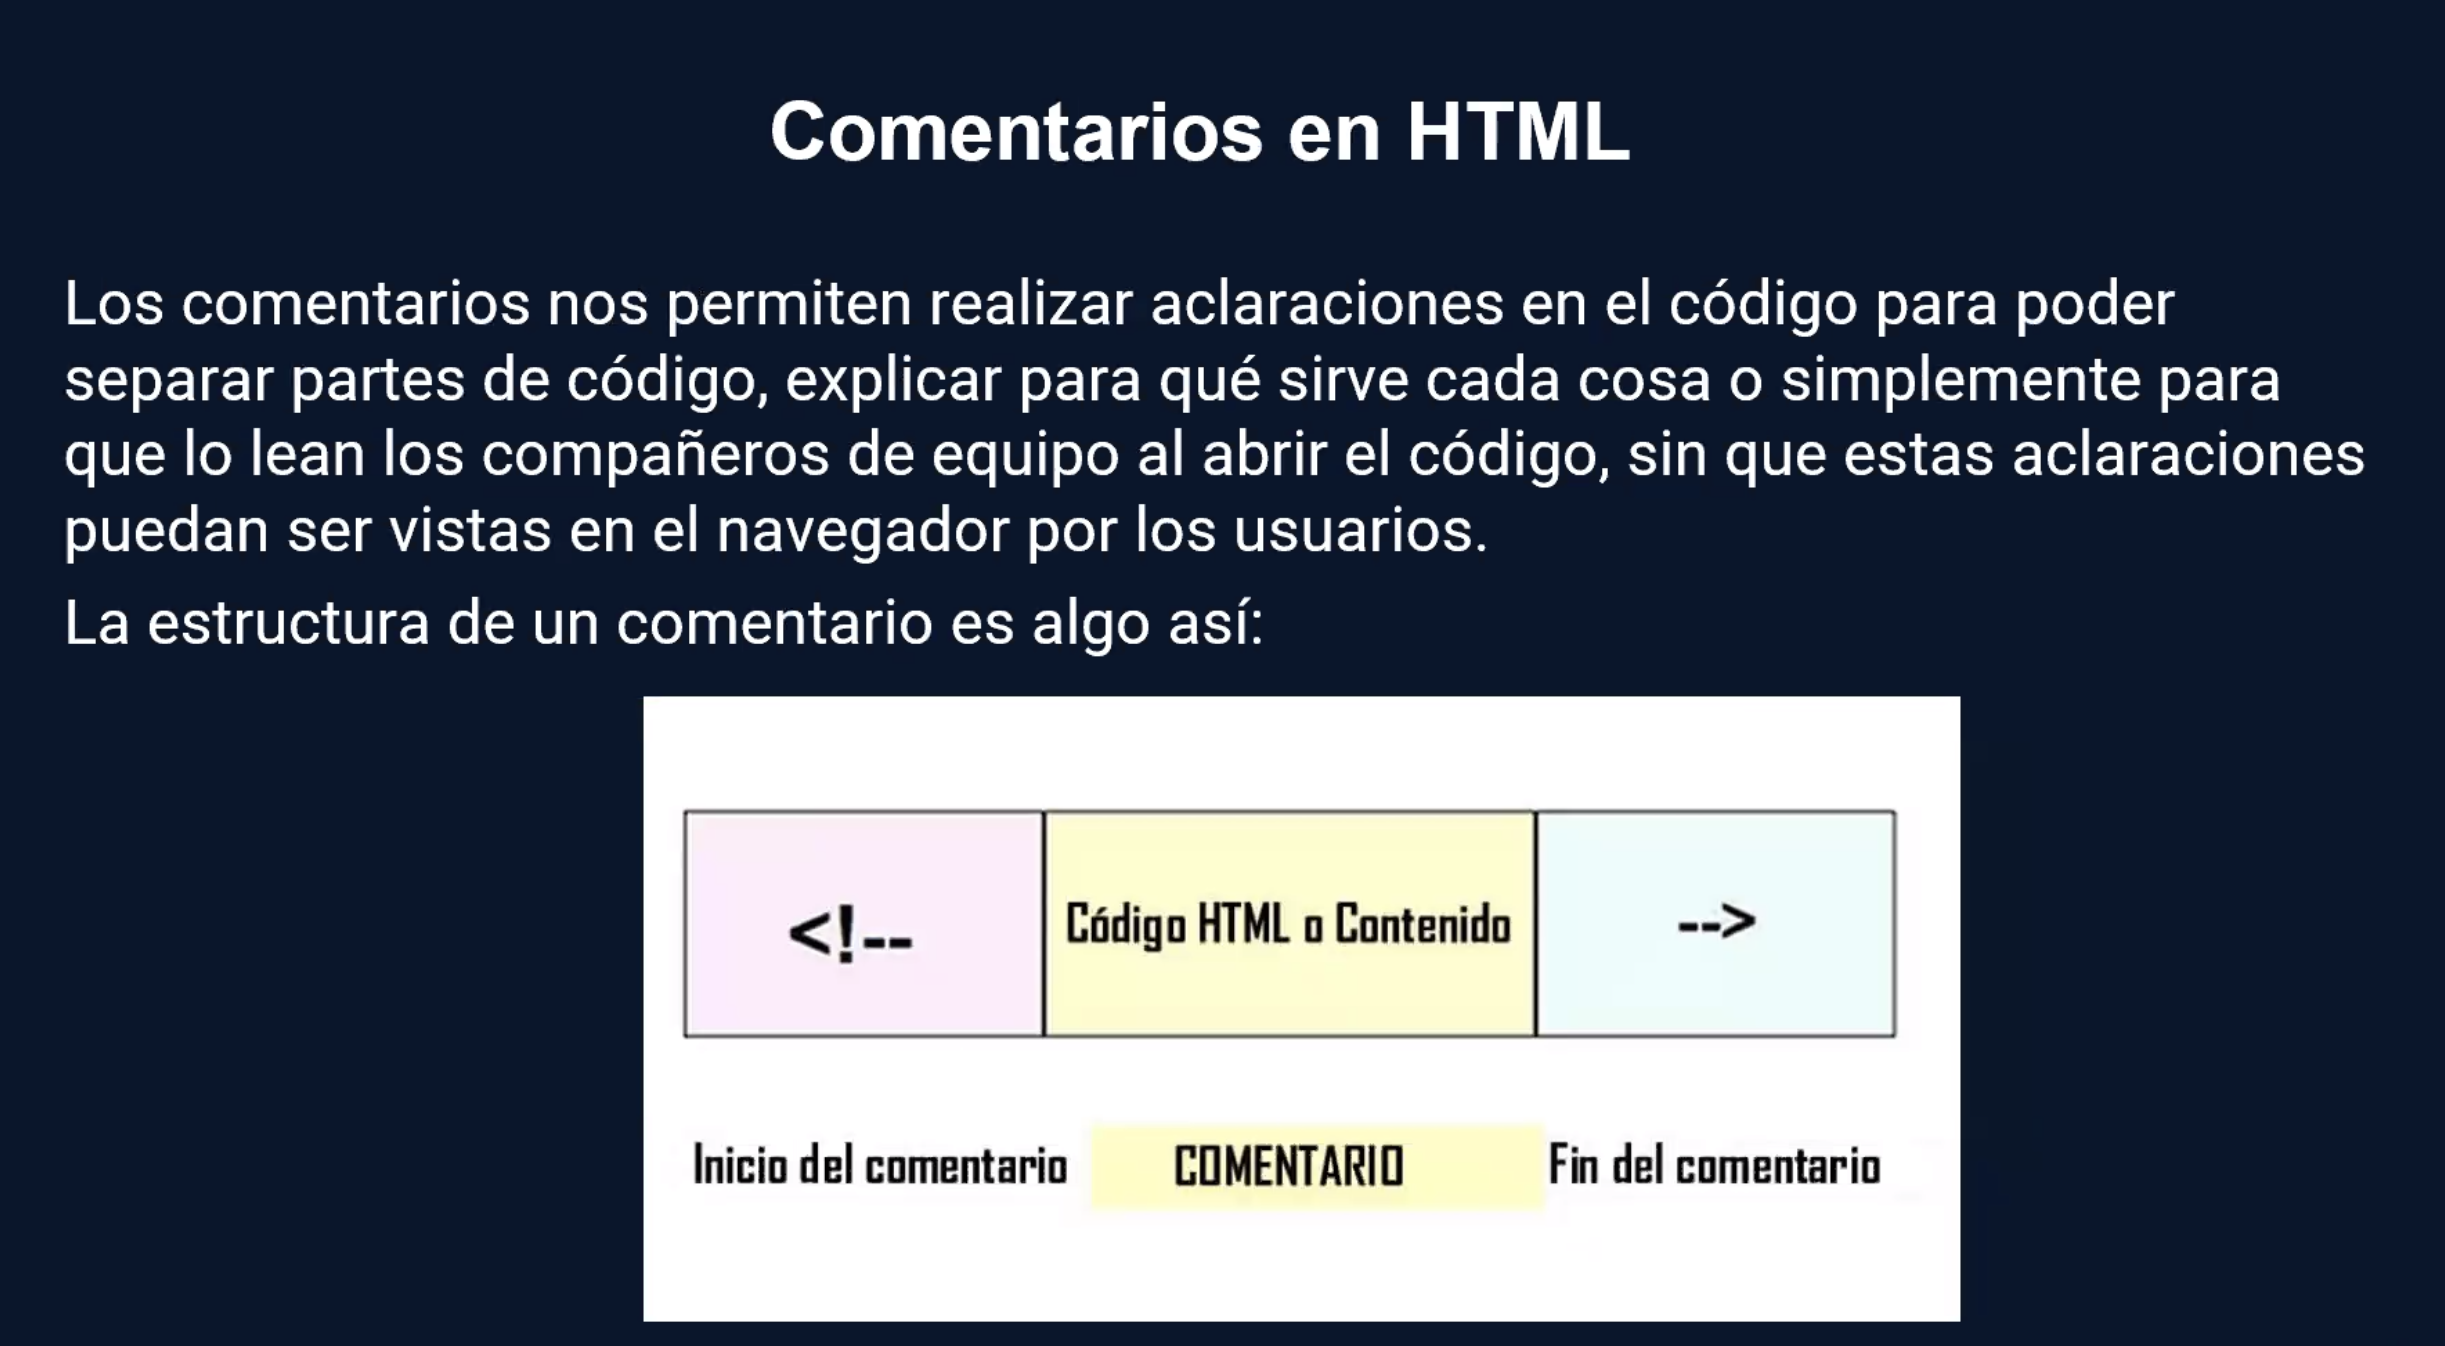 Comentarios en HTML
Los comentarios nos permiten realizar aclaraciones en el código para poder
separar partes de código, explicar para qué sirve cada cosa o simplemente para
que lo lean los compañeros de equipo al abrir el código, sin que estas aclaraciones
puedan ser vistas en el navegador por los usuarios.
La estructura de un comentario es algo así:
<!-- Código HTML o Contenido -->
Inicio del comentario COMENTARIO Fin del comentario